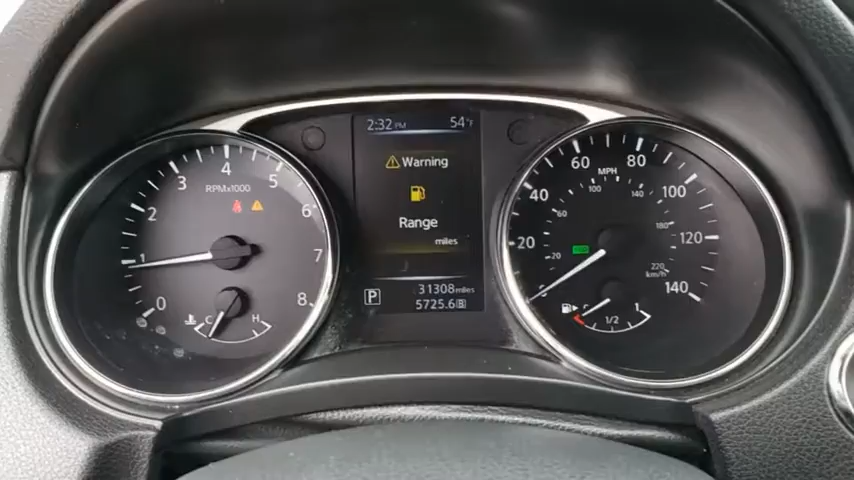 2:32 PM 54°F
Warning
Range
miles
P 31308 miles
5725.6 B
RPMx1000
0
1
2
3
4
5
6
7
8
C H
MPH
20
40
60
80
100
120
140
20
60
100
140
180
220
km/h
1/2
1